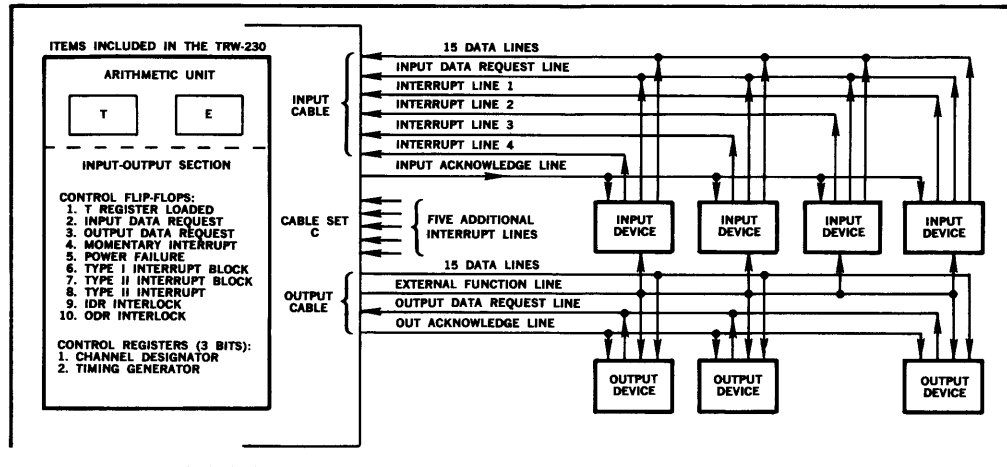 ITEMS INCLUDED IN THE TRW-230
ARITHMETIC UNIT
T
E
INPUT-OUTPUT SECTION
CONTROL FLIP-FLOPS:
1. T REGISTER LOADED
2. INPUT DATA REQUEST
3. OUTPUT DATA REQUEST
4. MOMENTARY INTERRUPT
5. POWER FAILURE
6. TYPE I INTERRUPT BLOCK
7. TYPE II INTERRUPT BLOCK
8. TYPE II INTERRUPT
9. IDR INTERLOCK
10. ODR INTERLOCK
CONTROL REGISTERS (3 BITS):
1. CHANNEL DESIGNATOR
2. TIMING GENERATOR
INPUT
CABLE
15 DATA LINES
INPUT DATA REQUEST LINE
INTERRUPT LINE 1
INTERRUPT LINE 2
INTERRUPT LINE 3
INTERRUPT LINE 4
INPUT ACKNOWLEDGE LINE
CABLE SET
C
FIVE ADDITIONAL
INTERRUPT LINES
INPUT
DEVICE
INPUT
DEVICE
INPUT
DEVICE
INPUT
DEVICE
OUTPUT
CABLE
15 DATA LINES
EXTERNAL FUNCTION LINE
OUTPUT DATA REQUEST LINE
OUT ACKNOWLEDGE LINE
OUTPUT
DEVICE
OUTPUT
DEVICE
OUTPUT
DEVICE